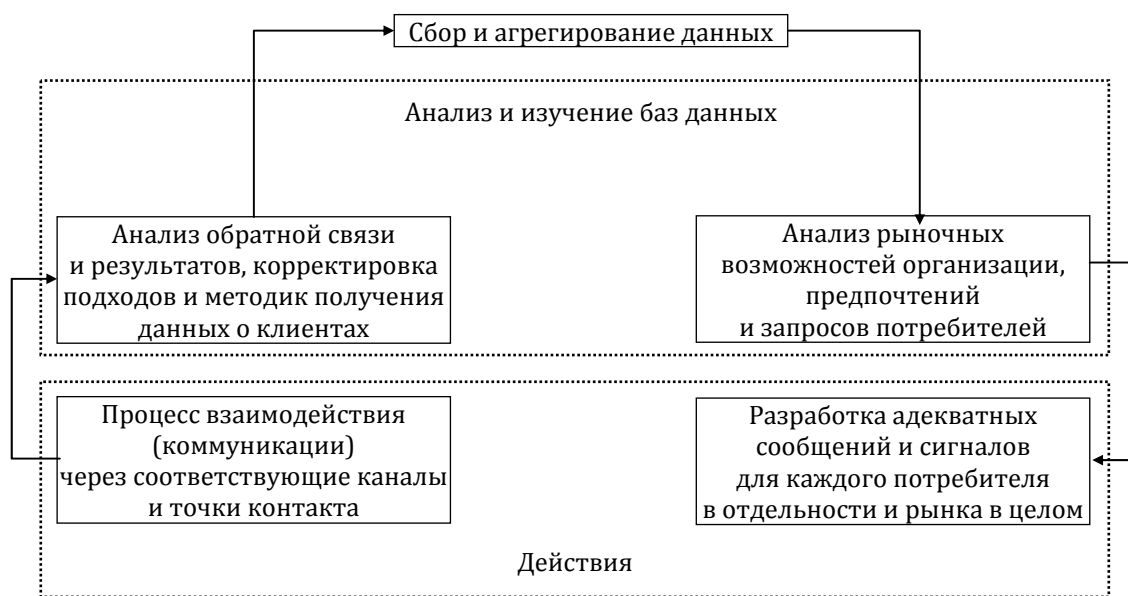 Сбор и агрегирование данных
Анализ и изучение баз данных
Анализ обратной связи
и результатов, корректировка
подходов и методик получения
данных о клиентах
Анализ рыночных
возможностей организации,
предпочтений
и запросов потребителей
Процесс взаимодействия
(коммуникации)
через соответствующие каналы
и точки контакта
Разработка адекватных
сообщений и сигналов
для каждого потребителя
в отдельности и рынка в целом
Действия